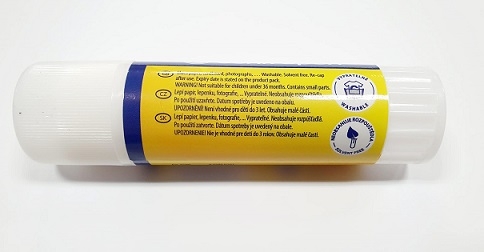 GB
photographs, ... Washable. Solvent free. Re-cap
after use. Expiry date is stated on the product pack.
WARNING! Not suitable for children under 36 months. Contains small parts.
CZ Lepí papír, lepenku, fotografie, ... Vypratelné. Neobsahuje rozpouštědla.
Po použití uzavřete. Datum spotřeby je uvedeno na obalu.
UPOZORNĚNÍ! Není vhodné pro děti do 3 let. Obsahuje malé části.
SK Lepí papier, lepenku, fotografie, ... Vyprateľné. Neobsahuje rozpúšťadlá.
Po použití zatvorte. Dátum spotreby je uvedený na obale.
UPOZORNENIE! Nie je vhodné pre deti do 3 rokov. Obsahuje malé časti.
VYPRATELNÉ
WASHABLE
NEOBSAHUJE ROZPOUŠTĚDLA
SOLVENT FREE